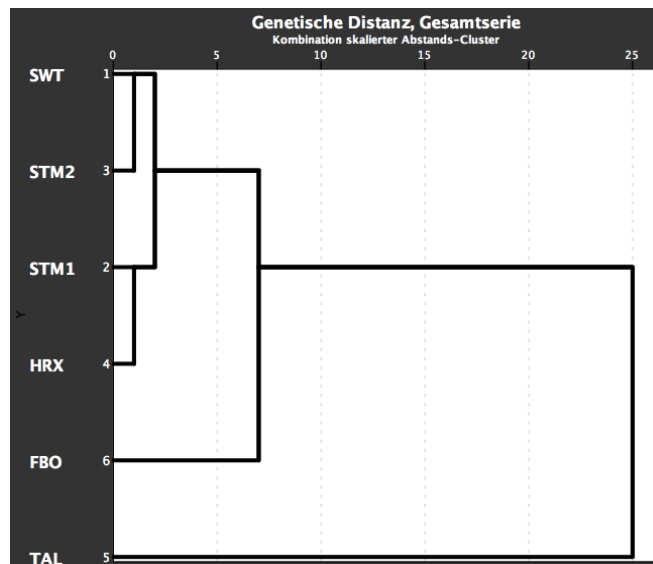 Genetische Distanz, Gesamtserie
Kombination skalierter Abstands-Cluster
0 5 10 15 20 25
SWT 1
STM2 3
STM1 2
Y
HRX 4
FBO 6
TAL 5